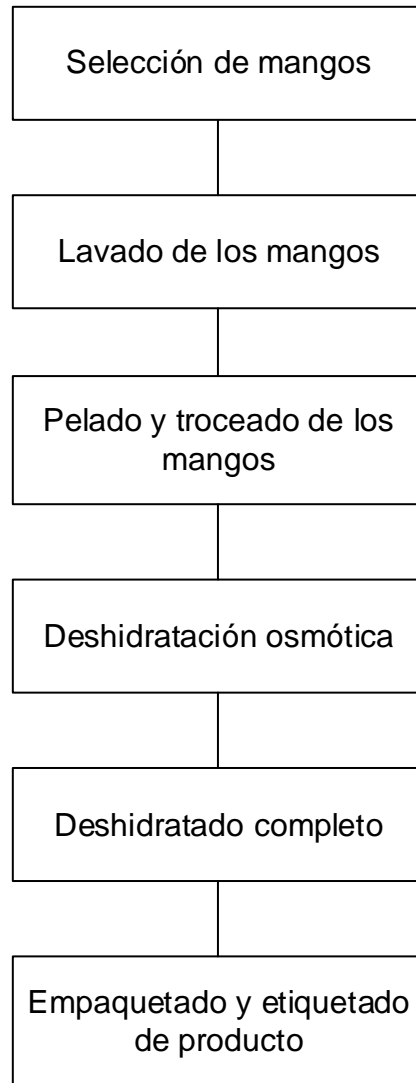 Selección de mangos
Lavado de los mangos
Pelado y troceado de los
mangos
Deshidratación osmótica
Deshidratado completo
Empaquetado y etiquetado
de producto